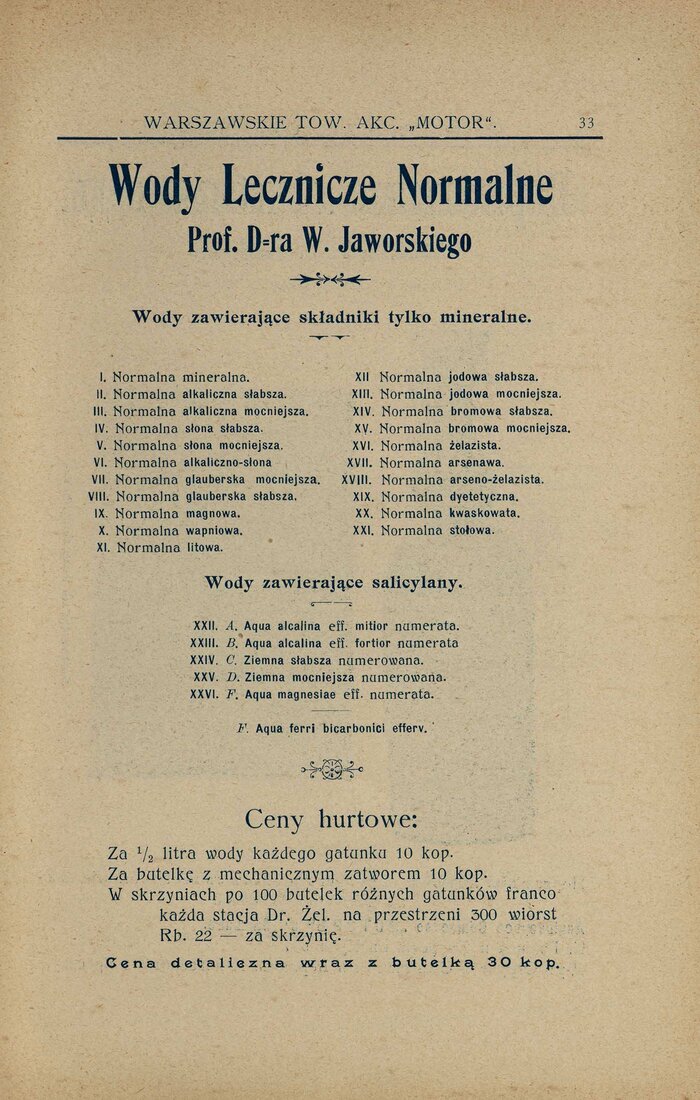 WARSZAWSKIE TOW. AKC. „MOTOR“. 33
Wody Lecznicze Normalne
Prof. D-ra W. Jaworskiego
Wody zawierające składniki tylko mineralne.
I. Normalna mineralna.
II. Normalna alkaliczna słabsza.
III. Normalna alkaliczna mocniejsza.
IV. Normalna słona słabsza.
V. Normalna słona mocniejsza.
VI. Normalna alkaliczno-słona
VII. Normalna glauberska mocniejsza.
VIII. Normalna glauberska słabsza.
IX. Normalna magnowa.
X. Normalna wapniowa.
XI. Normalna litowa.
XII Normalna jodowa słabsza.
XIII. Normalna jodowa mocniejsza.
XIV. Normalna bromowa słabsza.
XV. Normalna bromowa mocniejsza.
XVI. Normalna żelazista.
XVII. Normalna arsenawa.
XVIII. Normalna arseno-żelazista.
XIX. Normalna dyetetyczna.
XX. Normalna kwaskowata.
XXI. Normalna stołowa.
Wody zawierające salicylany.
XXII. A. Aqua alcalina eff. mitior numerata.
XXIII. B. Aqua alcalina eff. fortior numerata
XXIV. C. Ziemna słabsza numerowana.
XXV. D. Ziemna mocniejsza numerowana.
XXVI. F. Aqua magnesiae eff. numerata.
F. Aqua ferri bicarbonici efferv.
Ceny hurtowe:
Za 1/2 litra wody każdego gatunku 10 kop.
Za butelkę z mechanicznym zatworem 10 kop.
W skrzyniach po 100 butelek różnych gatunków franco
każda stacja Dr. Żel. na przestrzeni 300 wiorst
Rb. 22 — za skrzynię.
Cena detaliezna wraz z butelką 30 kop.